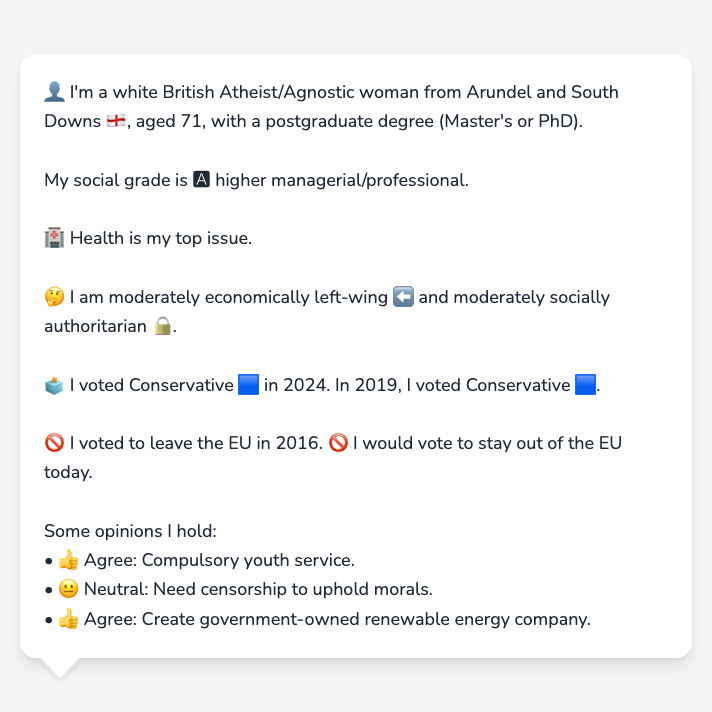 👤 I'm a white British Atheist/Agnostic woman from Arundel and South
Downs 🏴󠁧󠁢󠁥󠁮󠁧󠁿, aged 71, with a postgraduate degree (Master's or PhD).
My social grade is 🅰 higher managerial/professional.
🏥 Health is my top issue.
🤔 I am moderately economically left-wing ⬅️ and moderately socially
authoritarian 🔒.
🗳️ I voted Conservative 🟦 in 2024. In 2019, I voted Conservative 🟦.
🚫 I voted to leave the EU in 2016. 🚫 I would vote to stay out of the EU
today.
Some opinions I hold:
• 👍 Agree: Compulsory youth service.
• 😐 Neutral: Need censorship to uphold morals.
• 👍 Agree: Create government-owned renewable energy company.